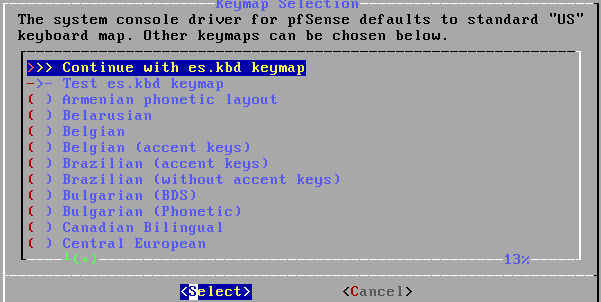 Keymap Selection
The system console driver for pfSense defaults to standard "US"
keyboard map. Other keymaps can be chosen below.
>>> Continue with es.kbd keymap
->- Test es.kbd keymap
( ) Armenian phonetic layout
( ) Belarusian
( ) Belgian
( ) Belgian (accent keys)
( ) Brazilian (accent keys)
( ) Brazilian (without accent keys)
( ) Bulgarian (BDS)
( ) Bulgarian (Phonetic)
( ) Canadian Bilingual
( ) Central European
(+) 13%
<Select> <Cancel>